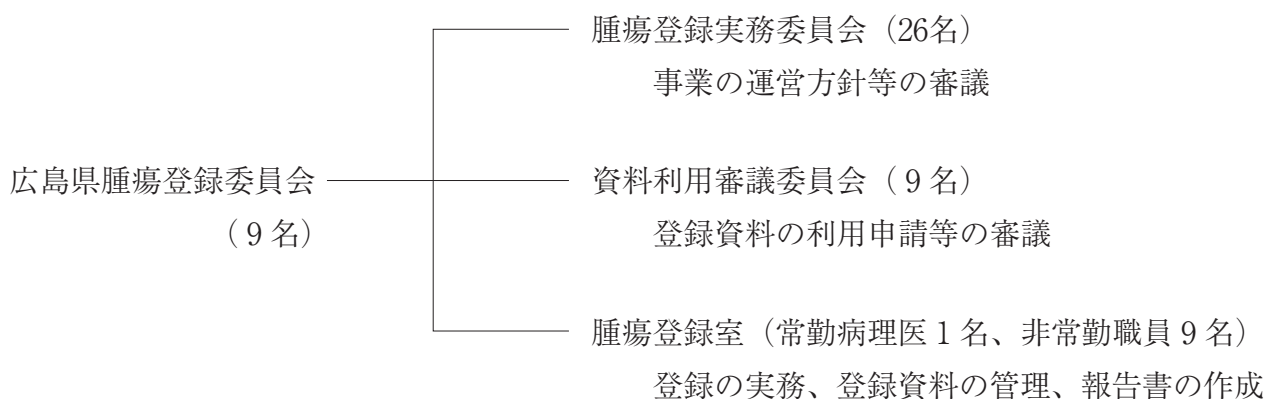 腫瘍登録実務委員会（26名）
事業の運営方針等の審議
広島県腫瘍登録委員会
（9名）
資料利用審議委員会（9名）
登録資料の利用申請等の審議
腫瘍登録室（常勤病理医1名、非常勤職員9名）
登録の実務、登録資料の管理、報告書の作成